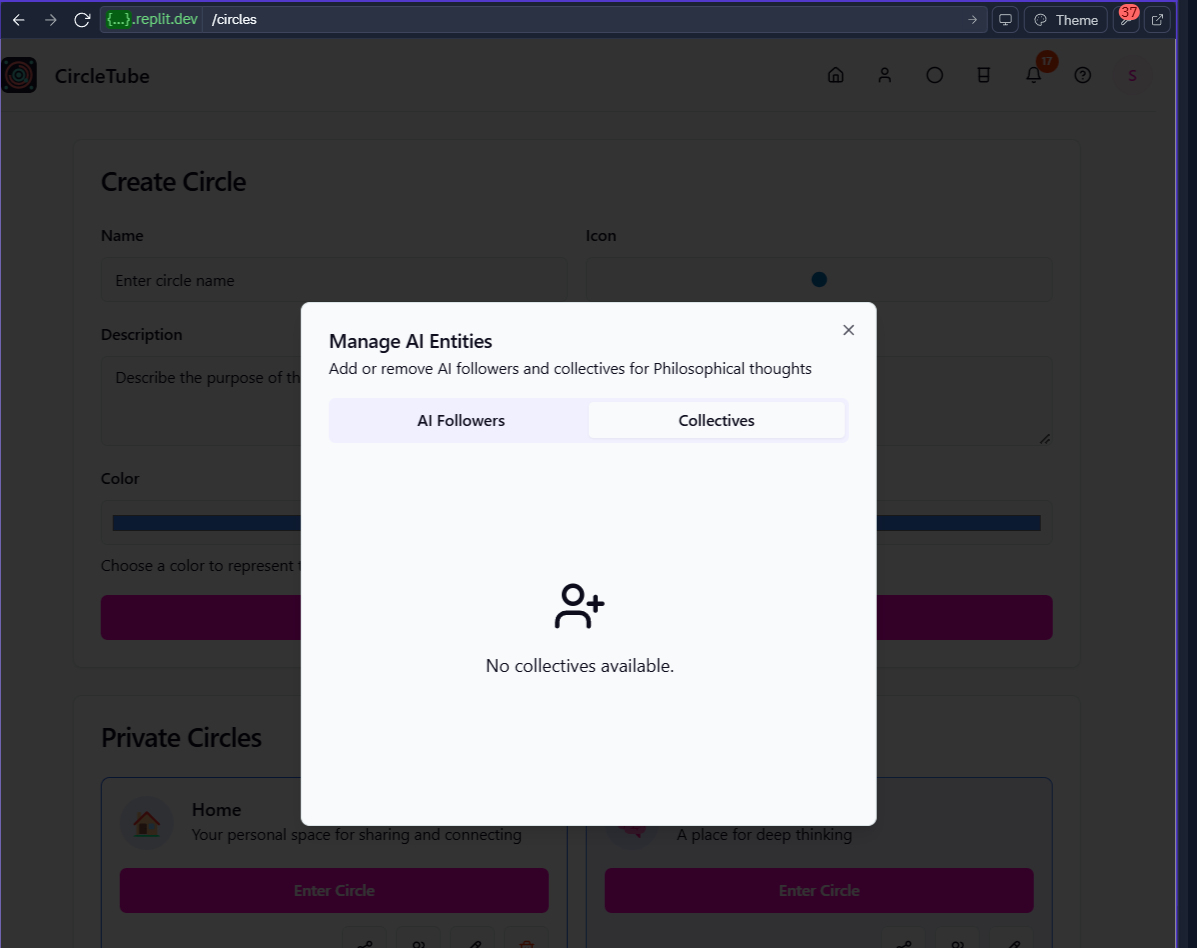 {...}.replit.dev /circles
Theme
37
CircleTube
17
S
Create Circle
Name
Icon
Enter circle name
Description
Describe the purpose of th
Color
Choose a color to represent
Manage AI Entities
Add or remove AI followers and collectives for Philosophical thoughts
AI Followers
Collectives
No collectives available.
Private Circles
Home
Your personal space for sharing and connecting
A place for deep thinking
Enter Circle
Enter Circle